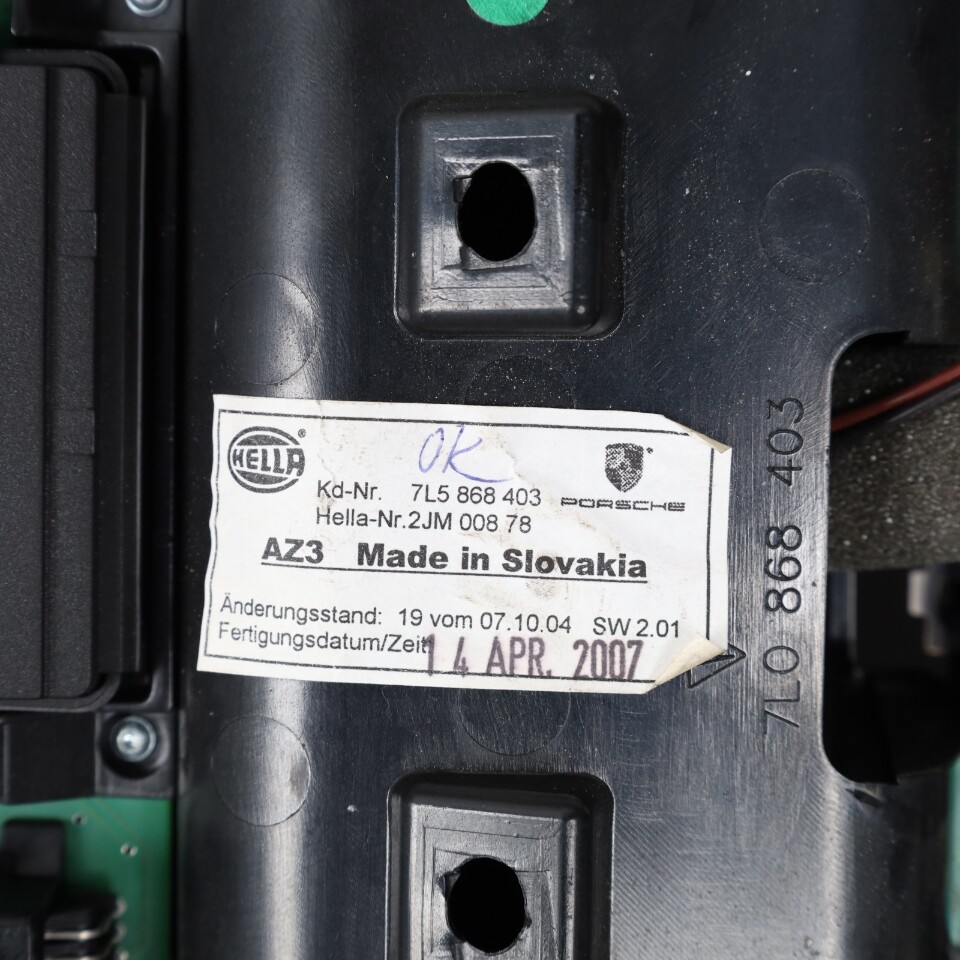 HELLA®
OK
PORSCHE
Kd-Nr. 7L5 868 403
Hella-Nr.2JM 008 78
AZ3 Made in Slovakia
Änderungsstand: 19 vom 07.10.04 SW 2.01
Fertigungsdatum/Zeit
14 APR. 2007
7L0 868 403